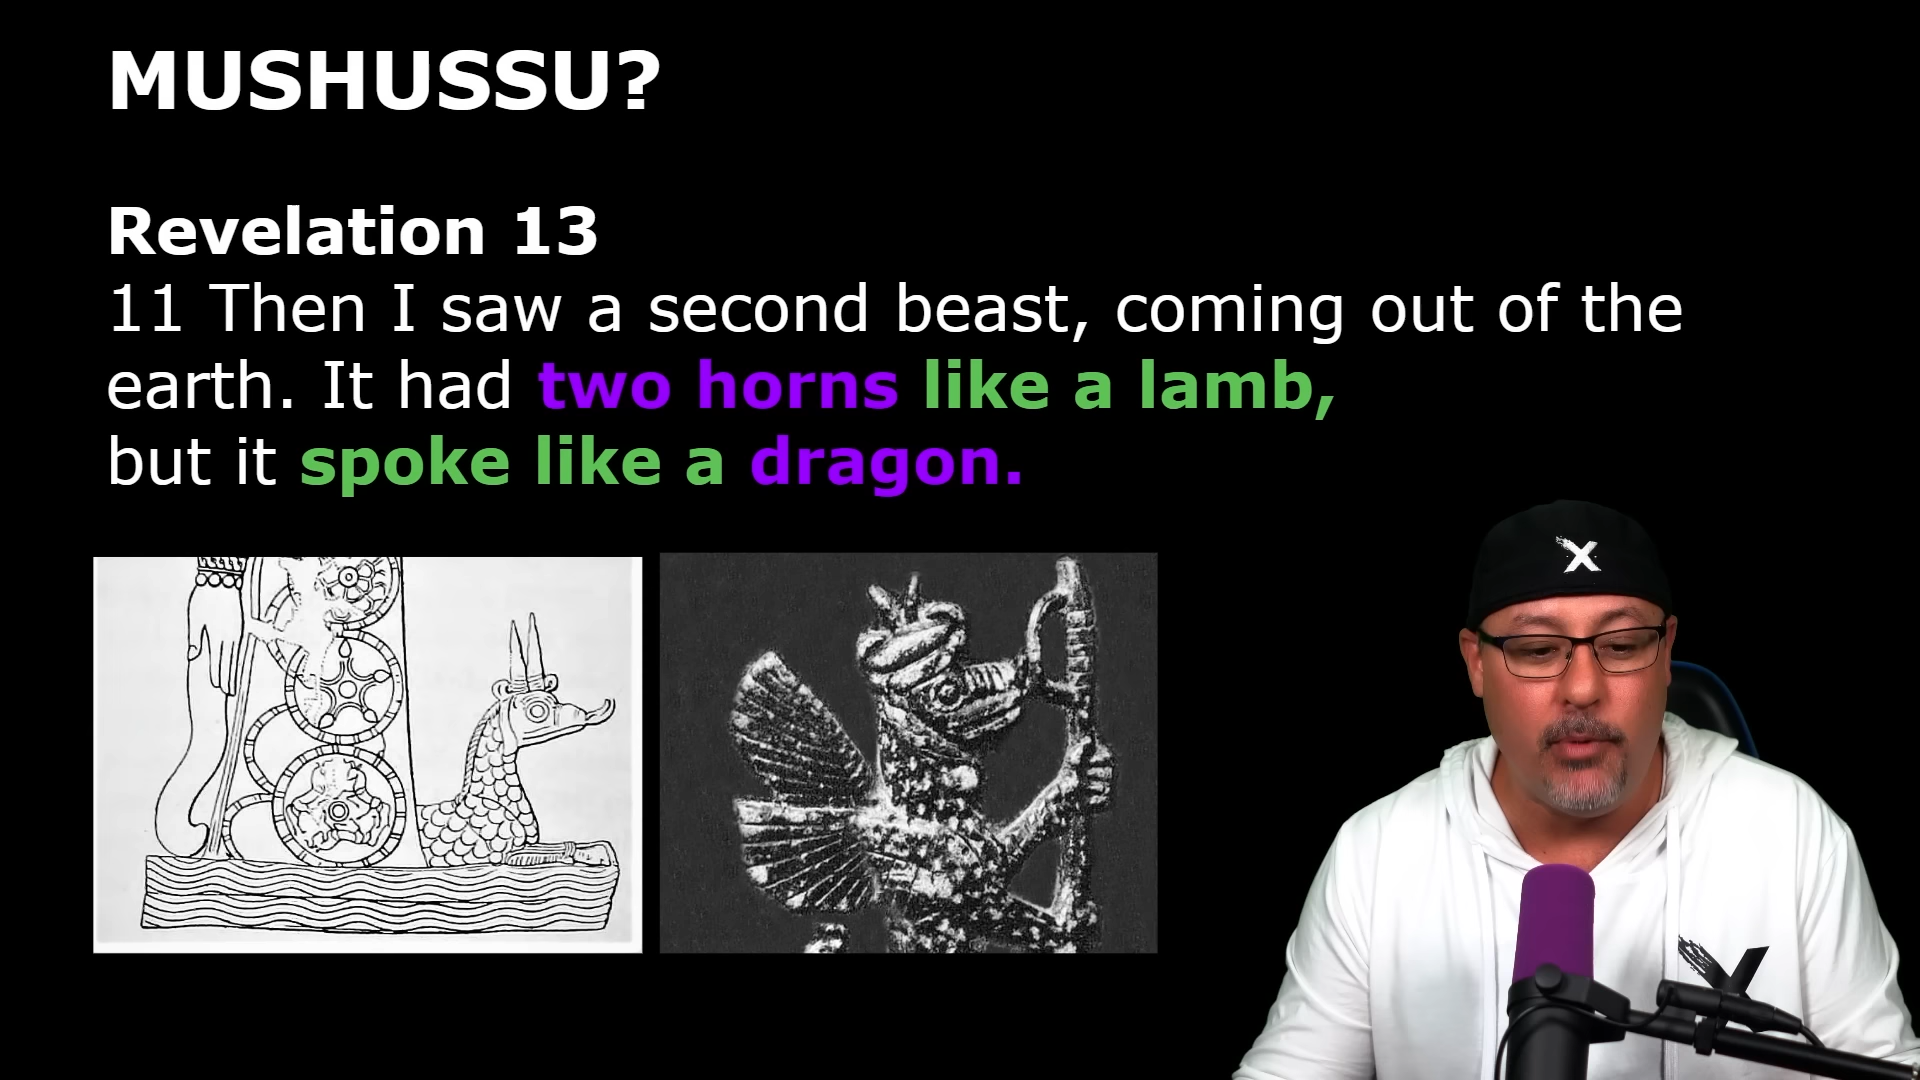 MUSHUSSU?
Revelation 13
11 Then I saw a second beast, coming out of the
earth. It had two horns like a lamb,
but it spoke like a dragon.
X
X